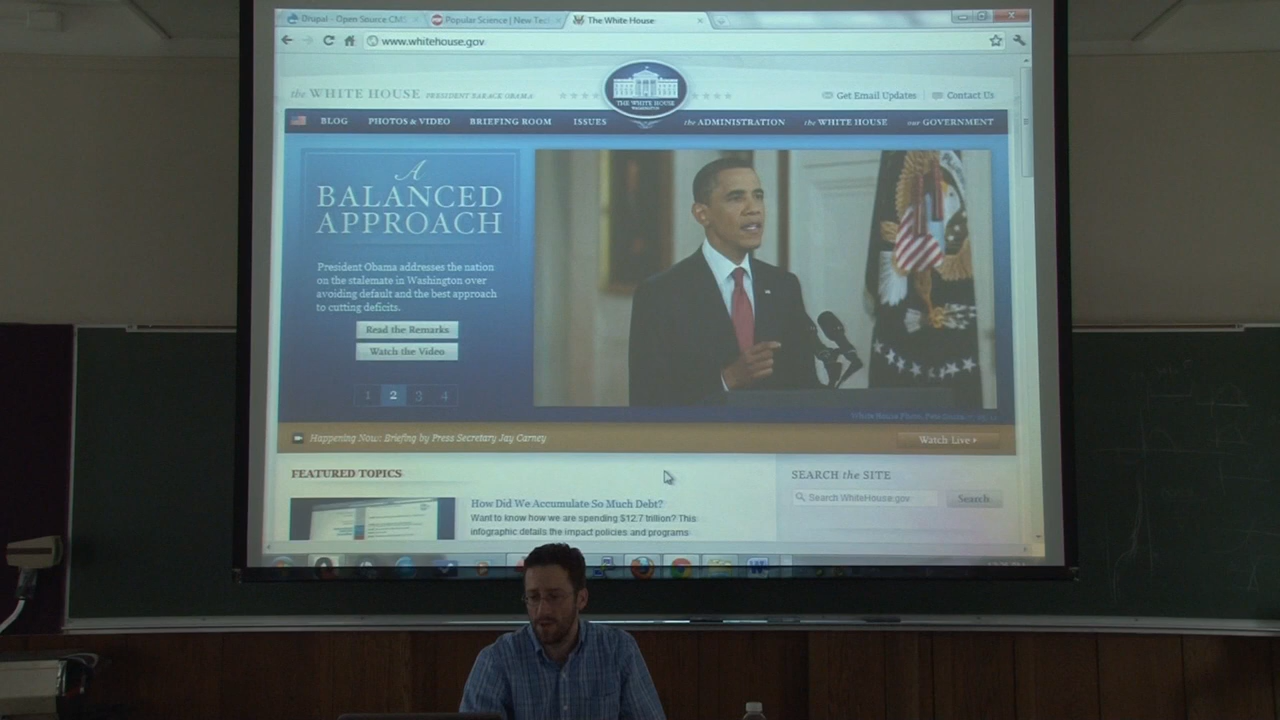 Drupal - Open Source CMS
Popular Science | New Tec
The White House
www.whitehouse.gov
the WHITE HOUSE PRESIDENT BARACK OBAMA
THE WHITE HOUSE
WASHINGTON
Get Email Updates
Contact Us
BLOG
PHOTOS & VIDEO
BRIEFING ROOM
ISSUES
the ADMINISTRATION
the WHITE HOUSE
our GOVERNMENT
A
BALANCED
APPROACH
President Obama addresses the nation
on the stalemate in Washington over
avoiding default and the best approach
to cutting deficits.
Read the Remarks
Watch the Video
1 2 3 4
Happening Now: Briefing by Press Secretary Jay Carney
Watch Live
FEATURED TOPICS
How Did We Accumulate So Much Debt?
Want to know how we are spending $12.7 trillion? This
infographic details the impact policies and programs
SEARCH the SITE
Search WhiteHouse.gov
Search